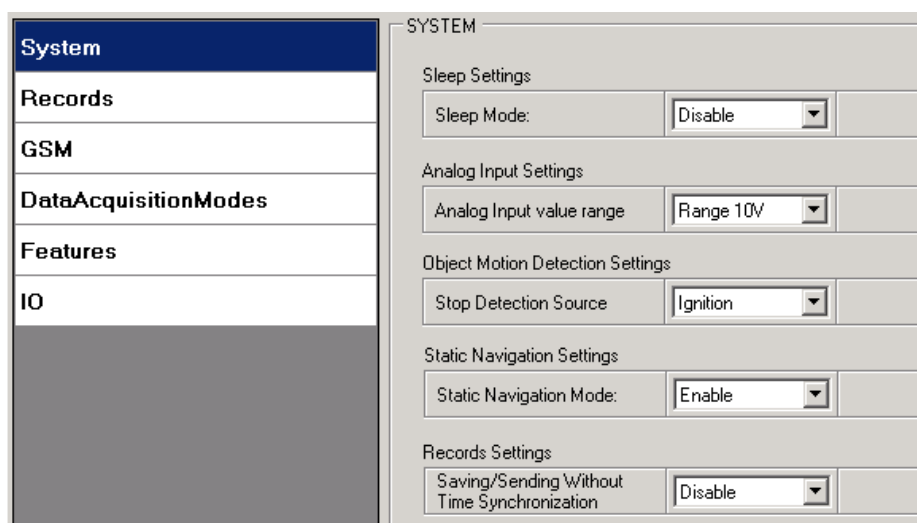 System
Records
GSM
DataAcquisitionModes
Features
IO
SYSTEM
Sleep Settings
Sleep Mode: Disable
Analog Input Settings
Analog Input value range Range 10V
Object Motion Detection Settings
Stop Detection Source Ignition
Static Navigation Settings
Static Navigation Mode: Enable
Records Settings
Saving/Sending Without
Time Synchronization Disable